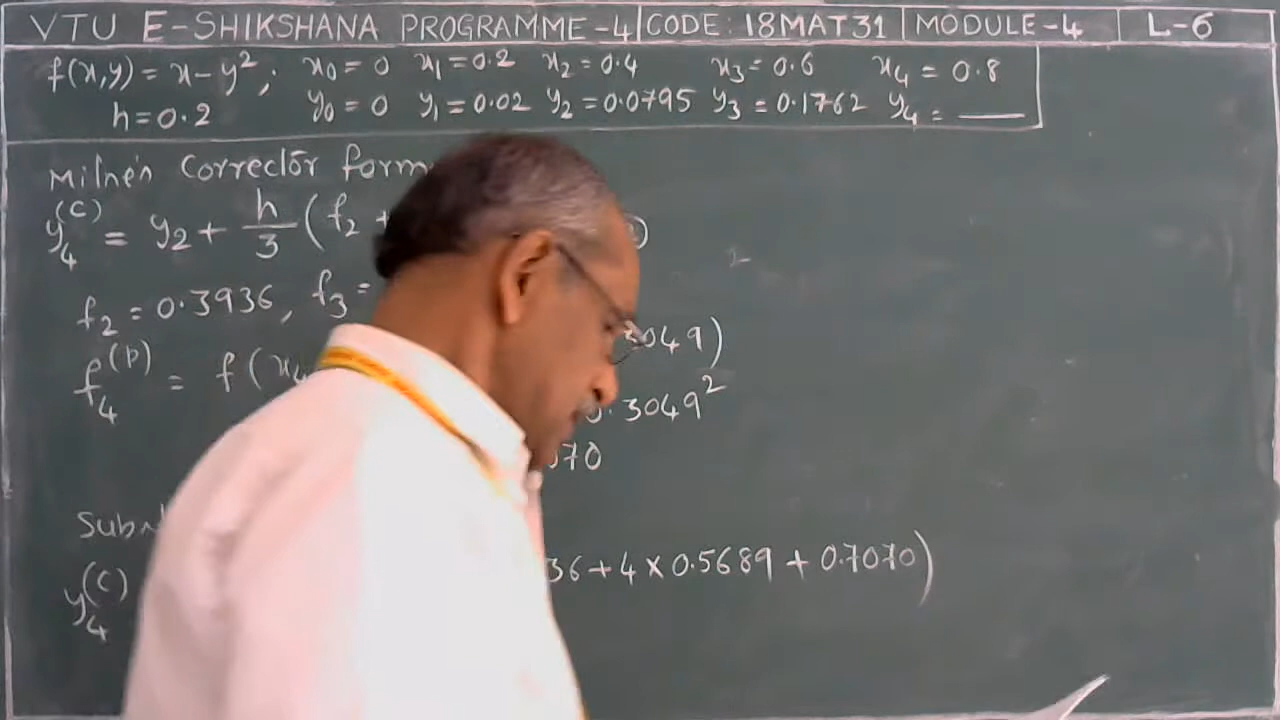 VTU E-SHIKSHANA PROGRAMME-4 CODE: 18MAT31 MODULE-4 L-6
f(x,y) = x-y²; x₀=0 x₁=0.2 x₂=0.4 x₃=0.6 x₄=0.8
h=0.2 y₀=0 y₁=0.02 y₂=0.0795 y₃=0.1762 y₄=___
Milne's Corrector
y₄⁽ᶜ⁾ = y₂ + h/3 (f₂ +
f₂ = 0.3936, f₃ =
f₄⁽ᵖ⁾ = f(x₄ 3049)
0.3049²
070
y₄⁽ᶜ⁾ 36 + 4 × 0.5689 + 0.7070)